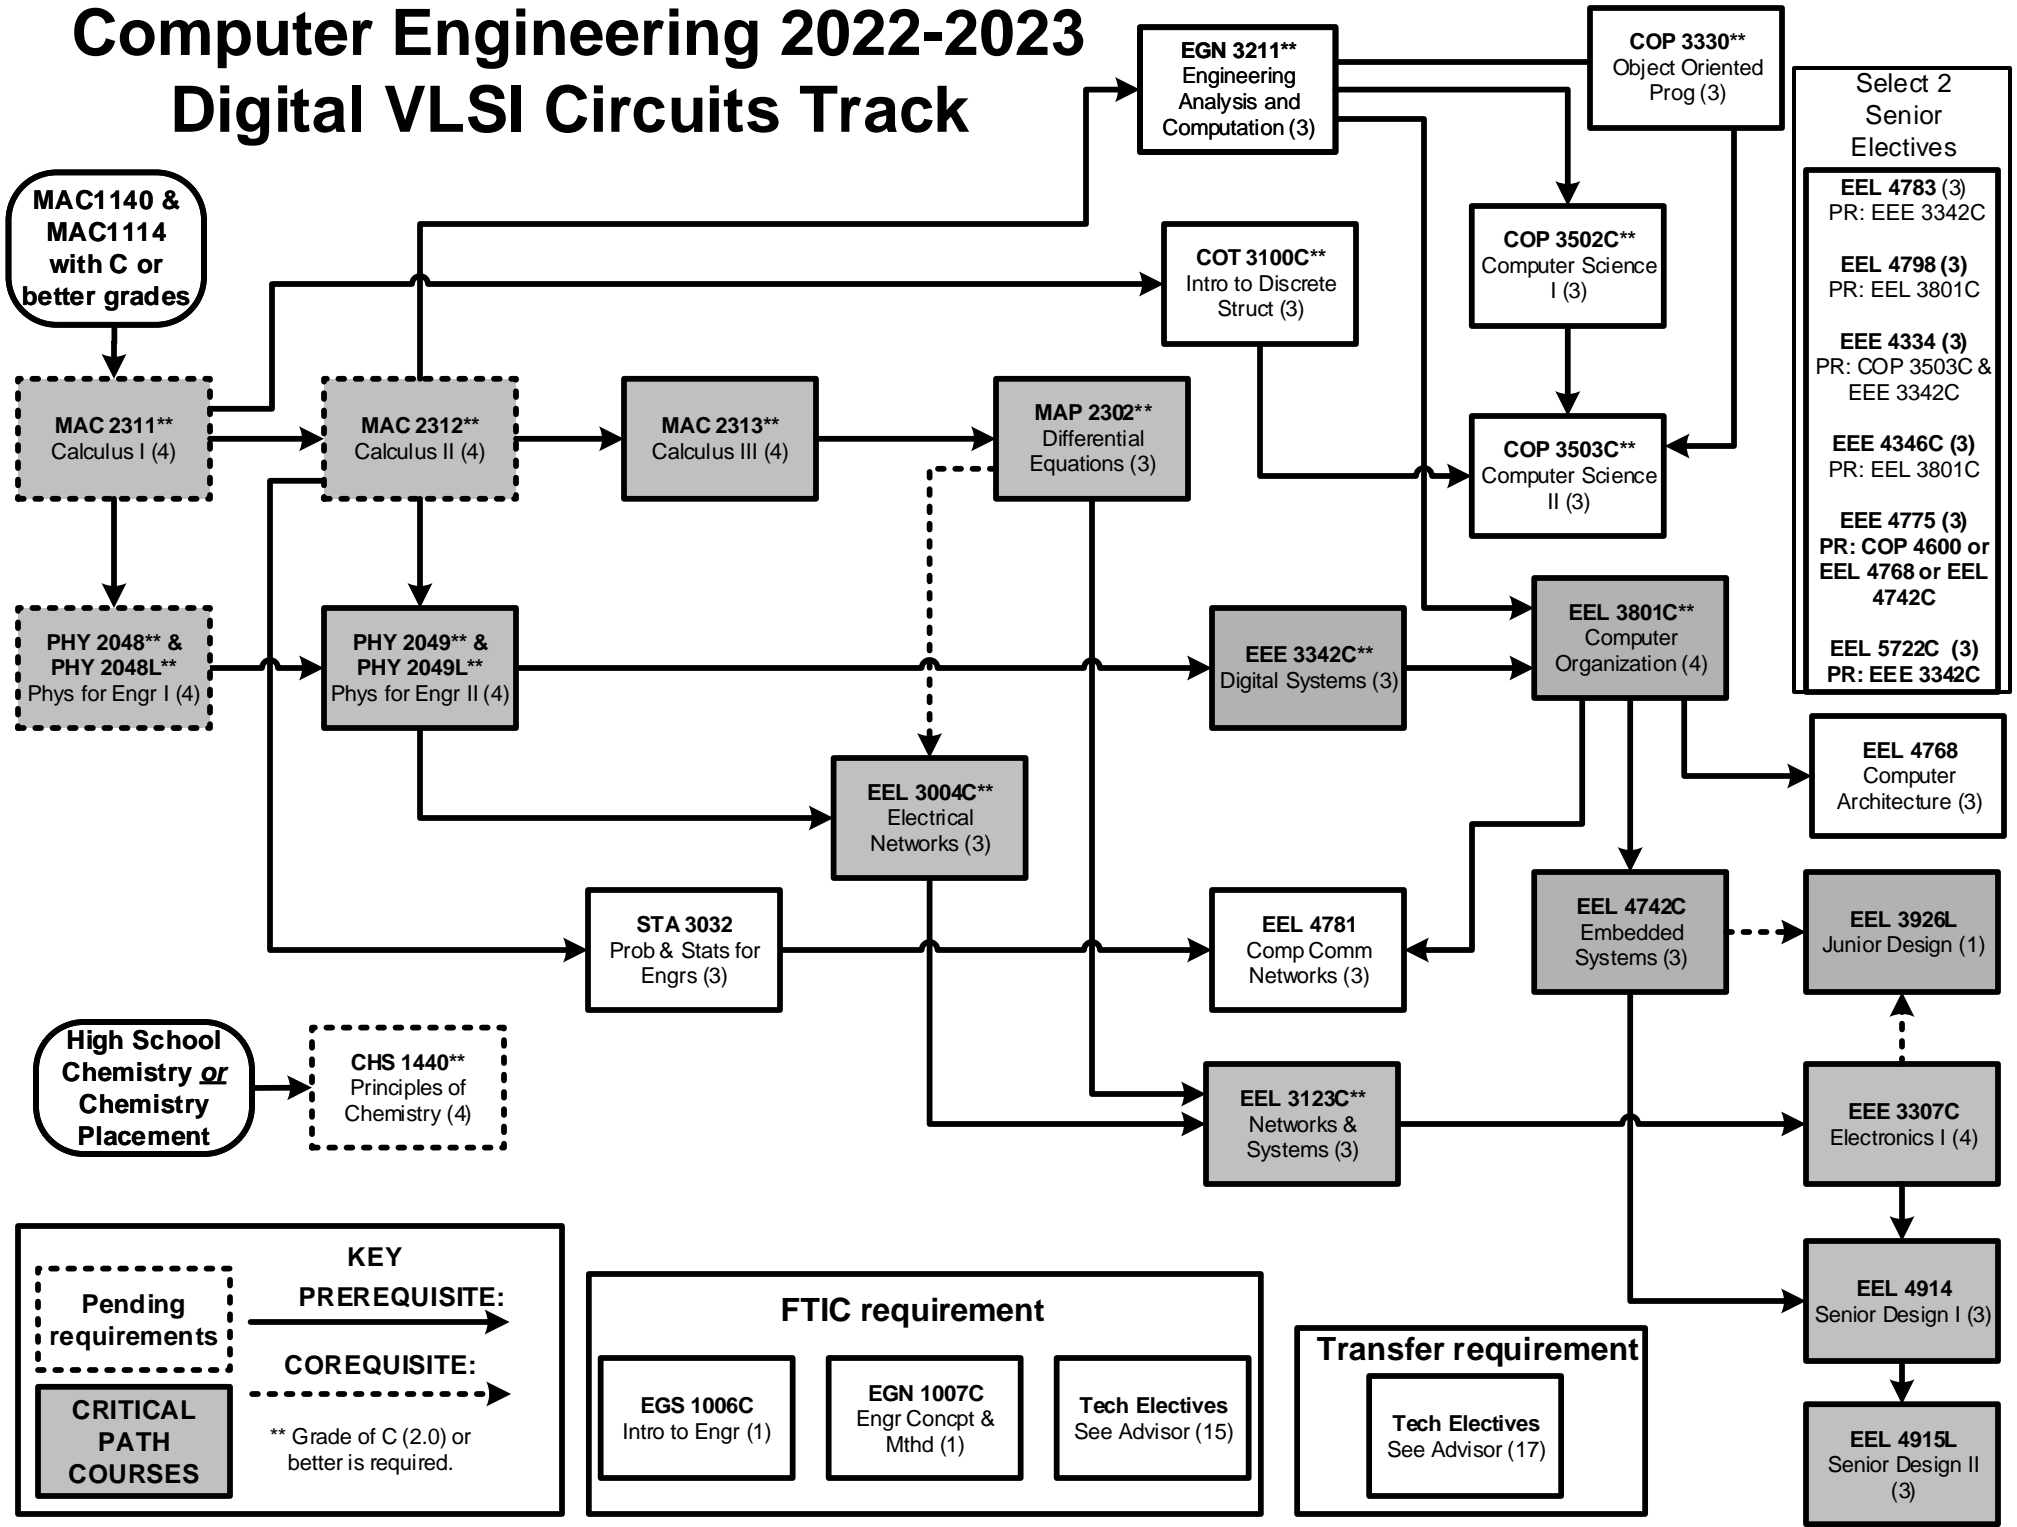 Computer Engineering 2022-2023
Digital VLSI Circuits Track
EGN 3211**
Engineering
Analysis and
Computation (3)
COP 3330**
Object Oriented
Prog (3)
Select 2
Senior
Electives
EEL 4783 (3)
PR: EEE 3342C
EEL 4798 (3)
PR: EEL 3801C
EEE 4334 (3)
PR: COP 3503C &
EEE 3342C
EEE 4346C (3)
PR: EEL 3801C
EEE 4775 (3)
PR: COP 4600 or
EEL 4768 or EEL
4742C
EEL 5722C (3)
PR: EEE 3342C
MAC1140 &
MAC1114
with C or
better grades
COT 3100C**
Intro to Discrete
Struct (3)
COP 3502C**
Computer Science
I (3)
MAC 2311**
Calculus I (4)
MAC 2312**
Calculus II (4)
MAC 2313**
Calculus III (4)
MAP 2302**
Differential
Equations (3)
COP 3503C**
Computer Science
II (3)
PHY 2048** &
PHY 2048L**
Phys for Engr I (4)
PHY 2049** &
PHY 2049L**
Phys for Engr II (4)
EEE 3342C**
Digital Systems (3)
EEL 3801C**
Computer
Organization (4)
EEL 3004C**
Electrical
Networks (3)
EEL 4768
Computer
Architecture (3)
STA 3032
Prob & Stats for
Engrs (3)
EEL 4781
Comp Comm
Networks (3)
EEL 4742C
Embedded
Systems (3)
EEL 3926L
Junior Design (1)
High School
Chemistry or
Chemistry
Placement
CHS 1440**
Principles of
Chemistry (4)
EEL 3123C**
Networks &
Systems (3)
EEE 3307C
Electronics I (4)
KEY
Pending
requirements
PREREQUISITE:
COREQUISITE:
CRITICAL
PATH
COURSES
** Grade of C (2.0) or
better is required.
FTIC requirement
EGS 1006C
Intro to Engr (1)
EGN 1007C
Engr Concpt &
Mthd (1)
Tech Electives
See Advisor (15)
Transfer requirement
Tech Electives
See Advisor (17)
EEL 4914
Senior Design I (3)
EEL 4915L
Senior Design II
(3)